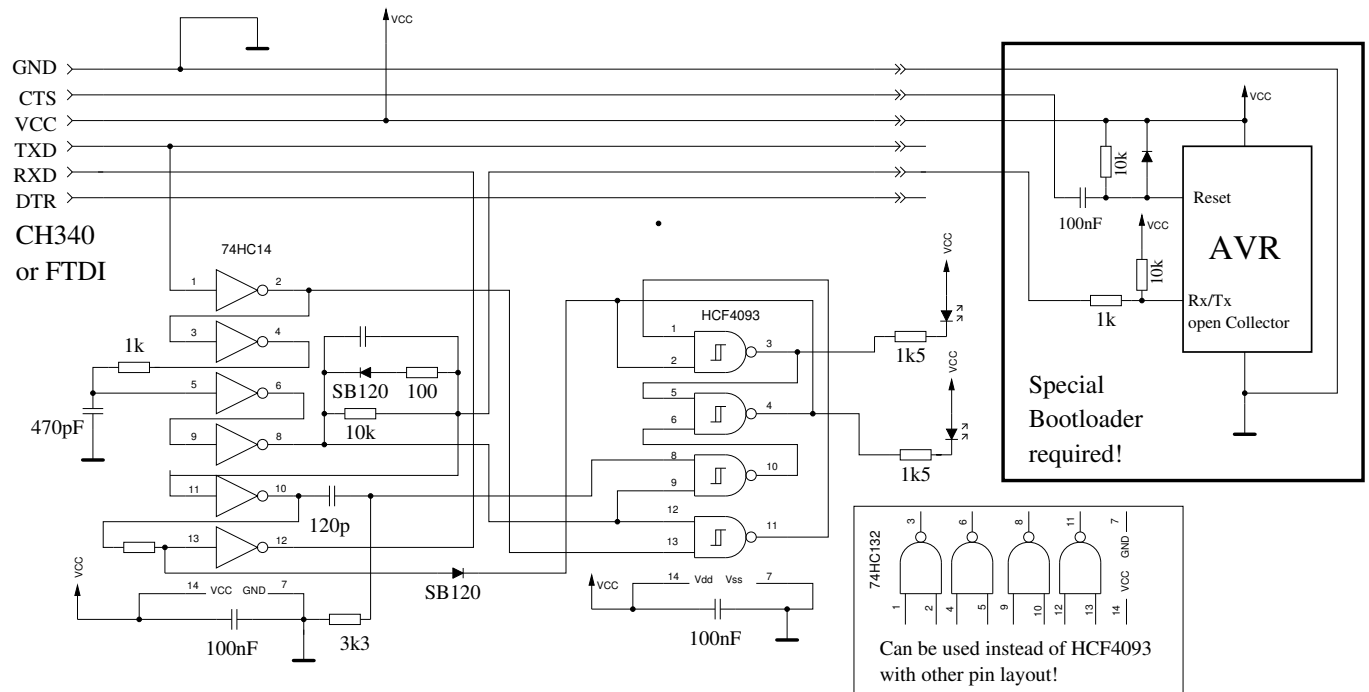 VCC
GND
CTS
VCC
TXD
RXD
DTR
CH340
or FTDI
VCC
10k
100nF
Reset
VCC
10k
AVR
1k
Rx/Tx
open Collector
Special
Bootloader
required!
74HC14
1
2
3
4
1k
5
6
470pF
9
8
11
10
120p
13
12
SB120
100
10k
SB120
HCF4093
1
2
3
5
6
4
8
9
10
12
13
11
VCC
1k5
VCC
1k5
VCC
14 VCC GND 7
100nF
3k3
VCC
14 Vdd Vss 7
100nF
74HC132
3
6
8
11
7
GND
1
2
4
5
9
10
12
13
14
VCC
Can be used instead of HCF4093
with other pin layout!